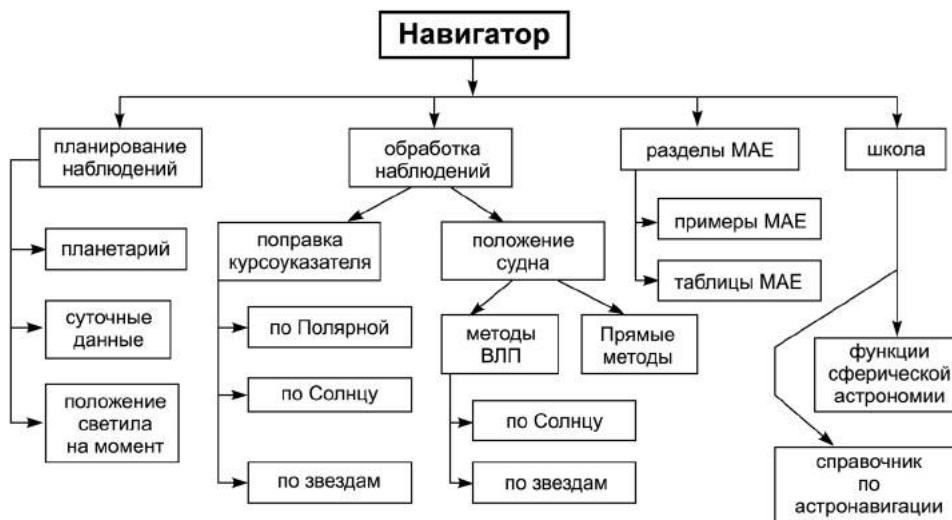 Навигатор
планирование
наблюдений
обработка
наблюдений
разделы МАЕ
школа
планетарий
суточные
данные
положение
светила
на момент
поправка
курсоуказателя
положение
судна
по Полярной
по Солнцу
по звездам
методы
ВЛП
Прямые
методы
по Солнцу
по звездам
примеры МАЕ
таблицы МАЕ
функции
сферической
астрономии
справочник
по
астронавигации